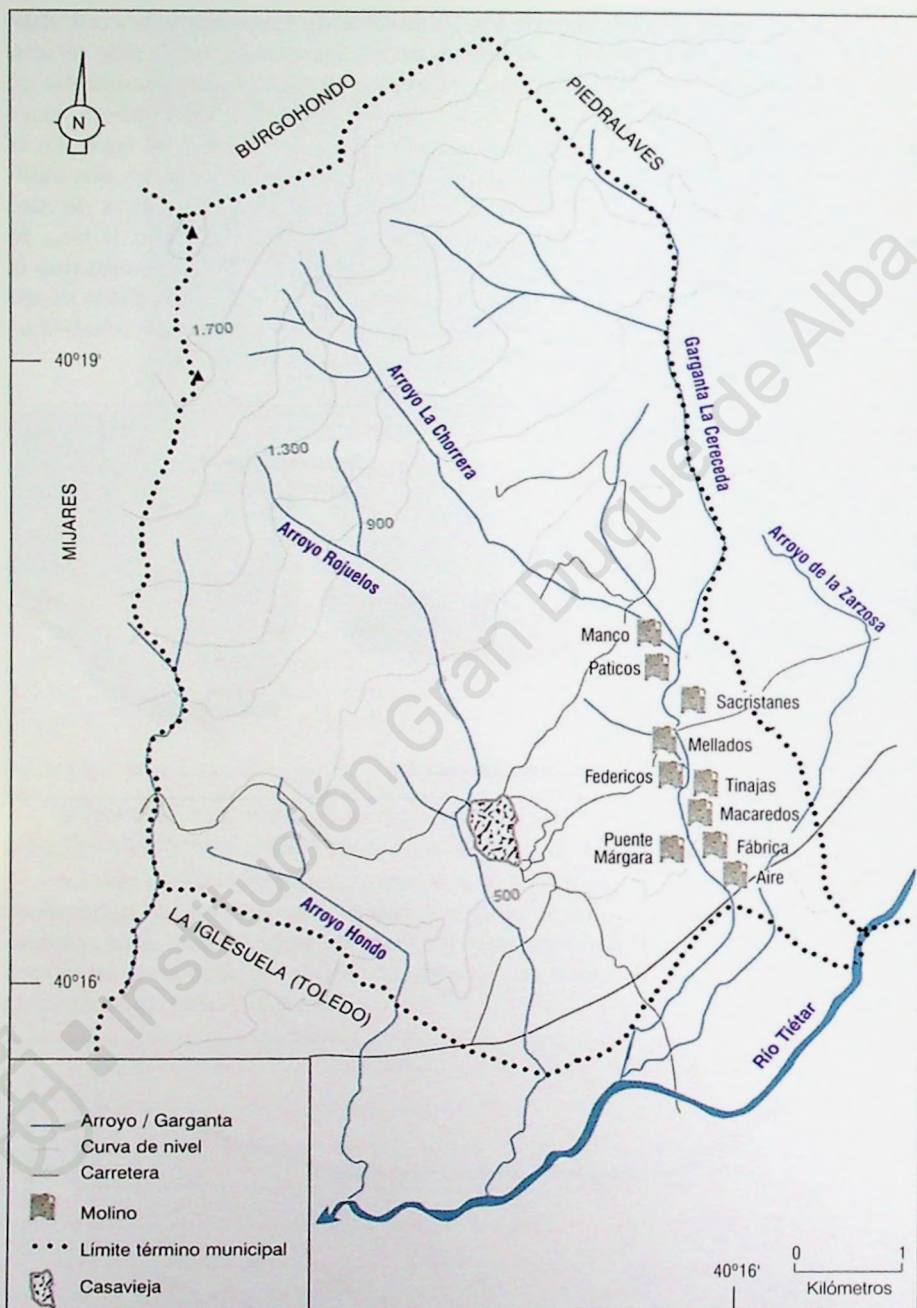 N
BURGOHONDO
PIEDRALAVES
1.700
40º19'
Arroyo La Chorrera
Garganta La Cereceda
1.300
MIJARES
900
Arroyo Rojuelos
Arroyo de la Zarzosa
Manco
Paticos
Sacristanes
Mellados
Federicos
Tinajas
Macaredos
Puente
Márgara
Fábrica
Aire
500
Arroyo Hondo
LA IGLESUELA (TOLEDO)
40º16'
Río Tiétar
Arroyo / Garganta
Curva de nivel
Carretera
Molino
Límite término municipal
Casavieja
40º16'
0 1
Kilómetros
Institución Gran Duque de Alba